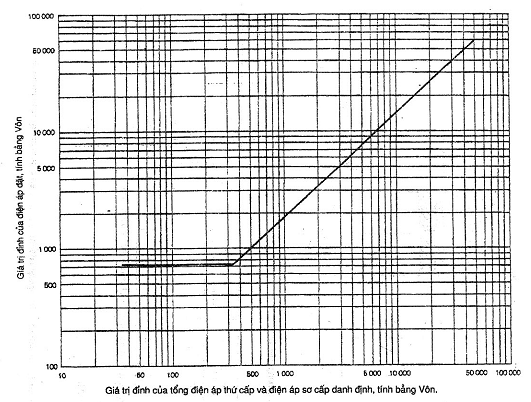 Giá trị đỉnh của điện áp đặt, tính bằng Vôn
100 000
50 000
10 000
5 000
1 000
500
100
10 50 100 500 1 000 5 000 10 000 50 000 100 000
Giá trị đỉnh của tổng điện áp thứ cấp và điện áp sơ cấp danh định, tính bằng Vôn.